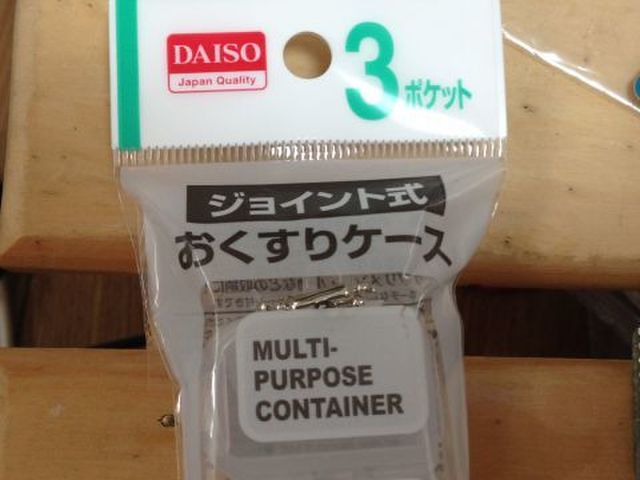 DAISO
Japan Quality
3ポケット
ジョイント式
おくすりケース
MULTI-
PURPOSE
CONTAINER